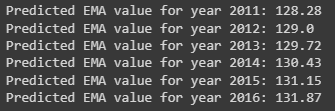 Predicted EMA value for year 2011: 128.28
Predicted EMA value for year 2012: 129.0
Predicted EMA value for year 2013: 129.72
Predicted EMA value for year 2014: 130.43
Predicted EMA value for year 2015: 131.15
Predicted EMA value for year 2016: 131.87